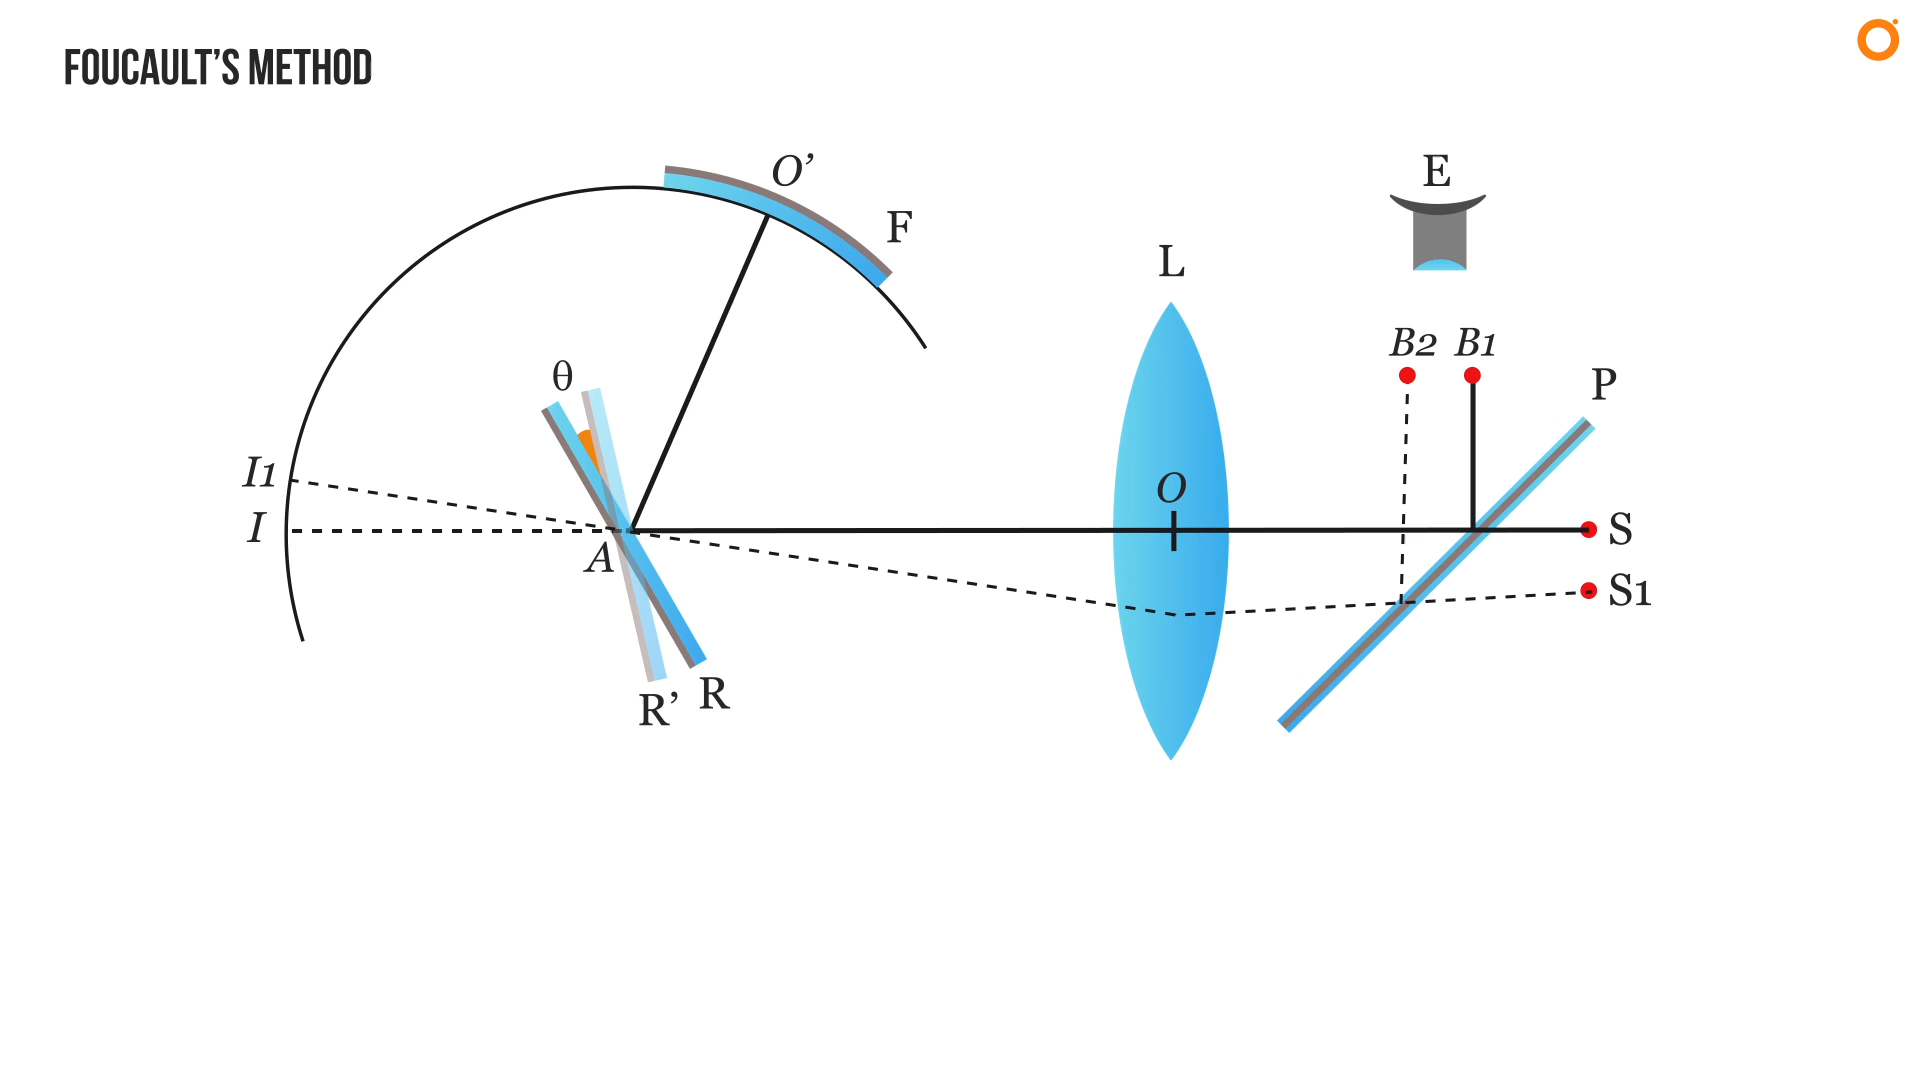 FOUCAULT’S METHOD
O’
E
F
L
B2 B1
θ
P
I1
O
I
A
S
S1
R’ R